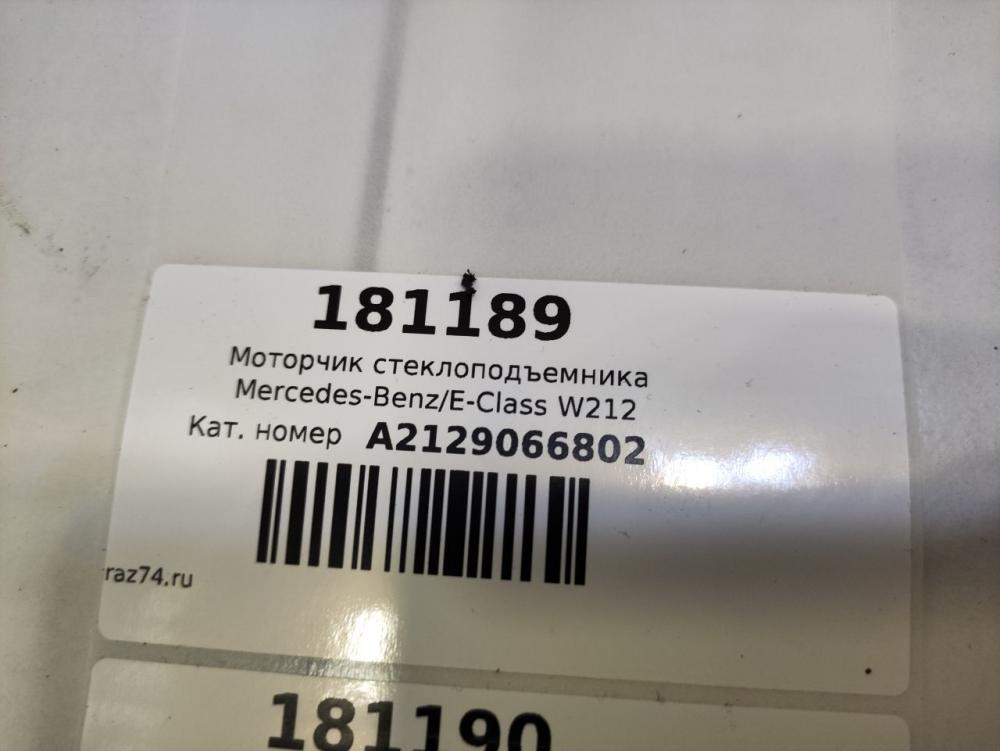 181189
Моторчик стеклоподъемника
Mercedes-Benz/E-Class W212
Кат. номер A2129066802
raz74.ru
181190